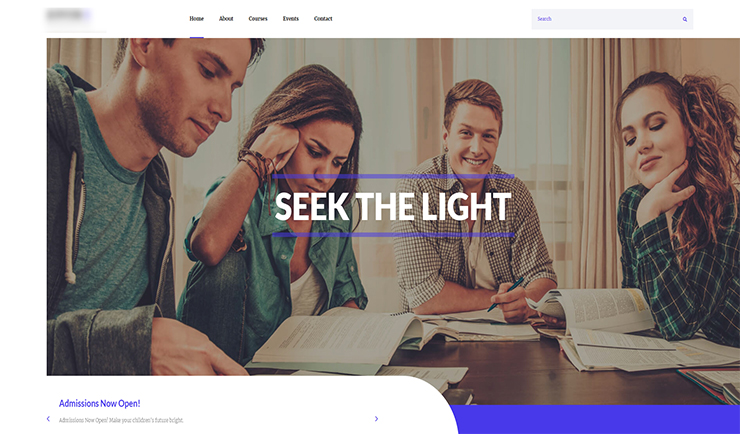 Home About Courses Events Contact Search
SEEK THE LIGHT
Admissions Now Open!
Admissions Now Open! Make your children's future bright.